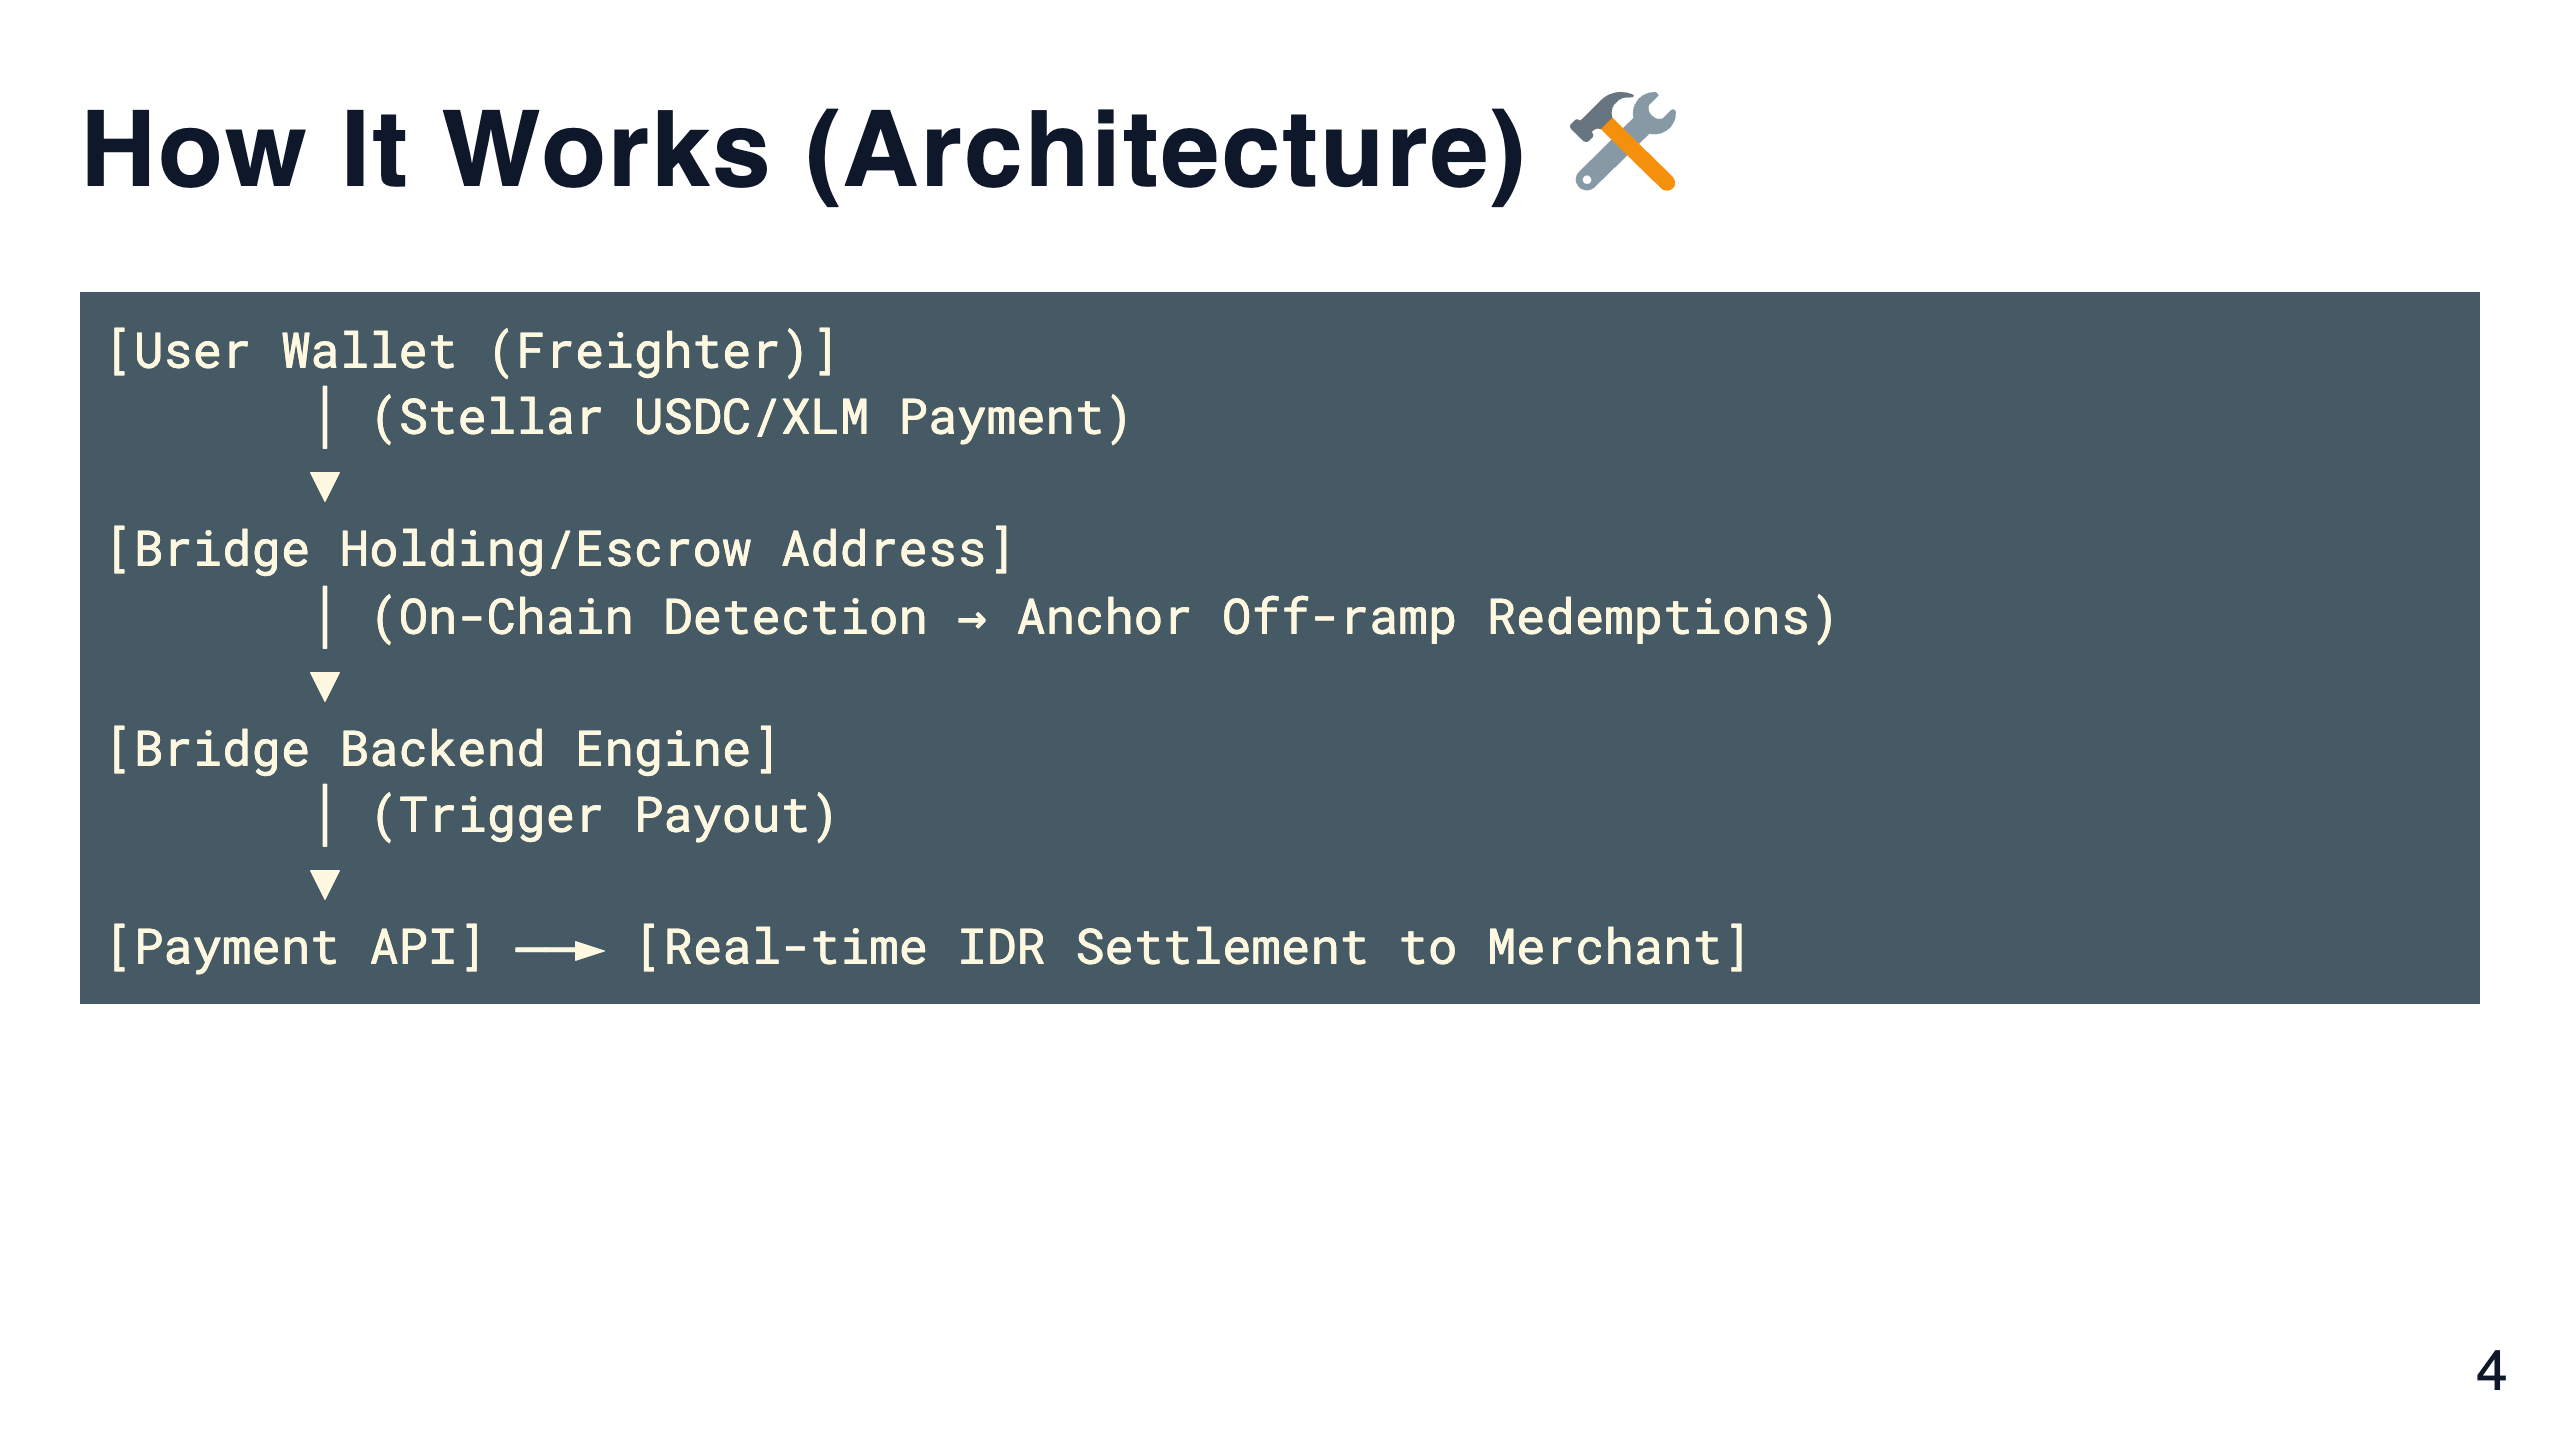 How It Works (Architecture) 🛠️
[User Wallet (Freighter)]
│ (Stellar USDC/XLM Payment)
▼
[Bridge Holding/Escrow Address]
│ (On-Chain Detection → Anchor Off-ramp Redemptions)
▼
[Bridge Backend Engine]
│ (Trigger Payout)
▼
[Payment API] ──► [Real-time IDR Settlement to Merchant]
4